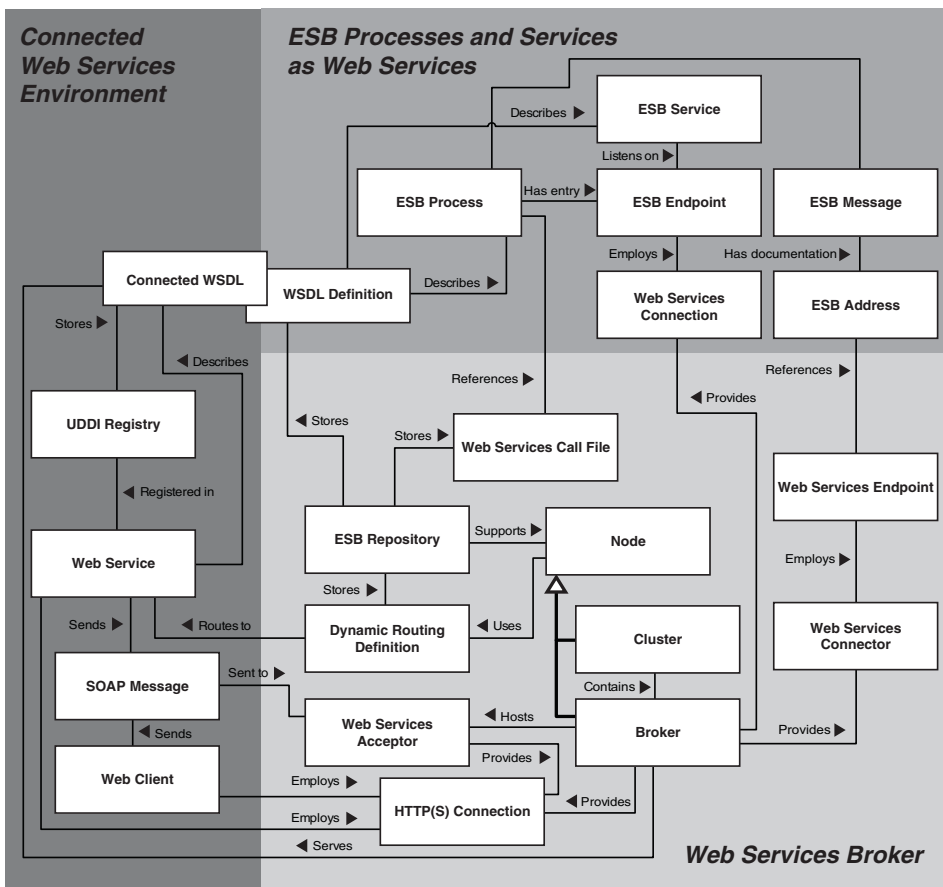 Connected
Web Services
Environment
ESB Processes and Services
as Web Services
Describes
ESB Service
Listens on
ESB Process
Has entry
ESB Endpoint
ESB Message
Employs
Has documentation
Connected WSDL
WSDL Definition
Describes
Web Services
Connection
ESB Address
Stores
Describes
References
References
Provides
UDDI Registry
Stores
Stores
Web Services Call File
Registered in
Web Services Endpoint
Web Service
ESB Repository
Supports
Node
Employs
Stores
Sends
Routes to
Dynamic Routing
Definition
Uses
Cluster
Web Services
Connector
SOAP Message
Sent to
Contains
Sends
Web Services
Acceptor
Hosts
Broker
Provides
Provides
Web Client
Employs
HTTP(S) Connection
Provides
Employs
Serves
Web Services Broker